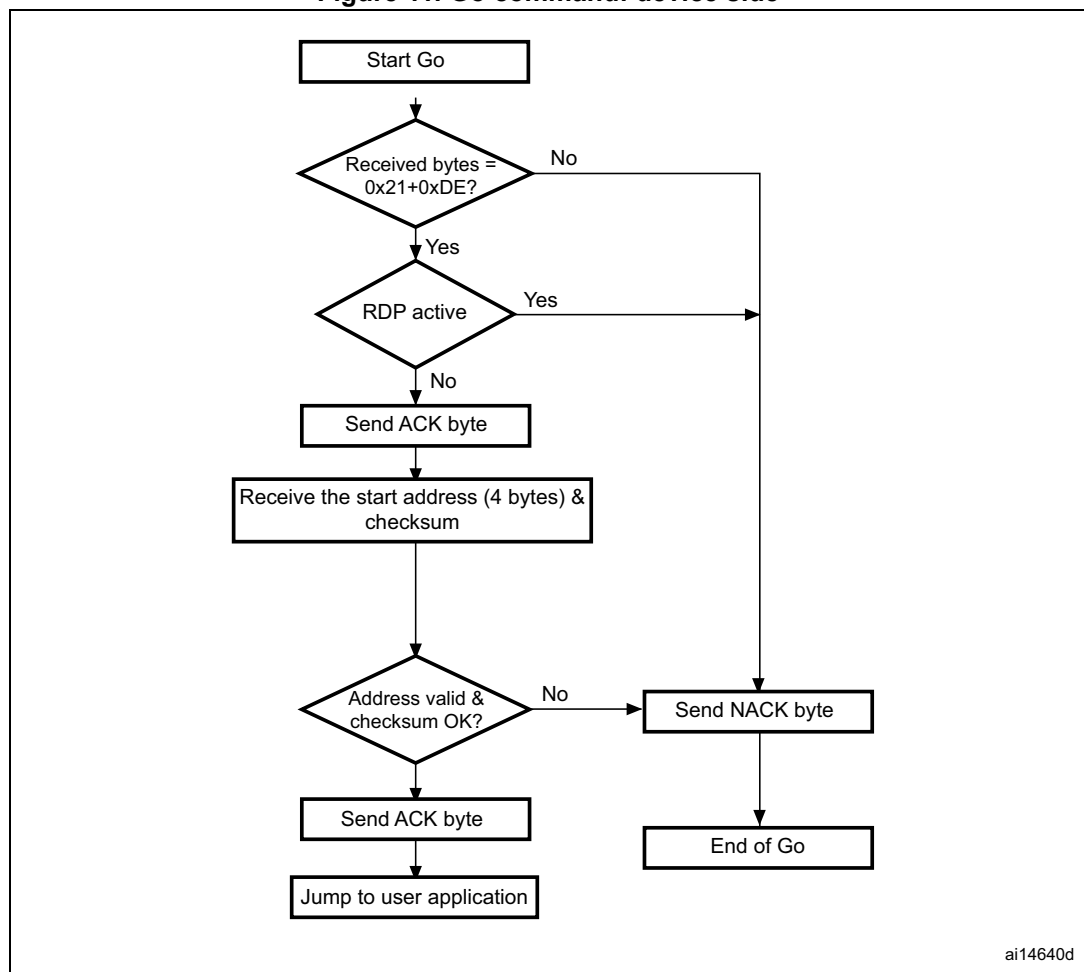 Figure Go command: device side
Start Go
Received bytes =
0x21+0xDE?
No
Yes
RDP active
Yes
No
Send ACK byte
Receive the start address (4 bytes) &
checksum
Address valid &
checksum OK?
No
Send NACK byte
Send ACK byte
End of Go
Jump to user application
ai14640d